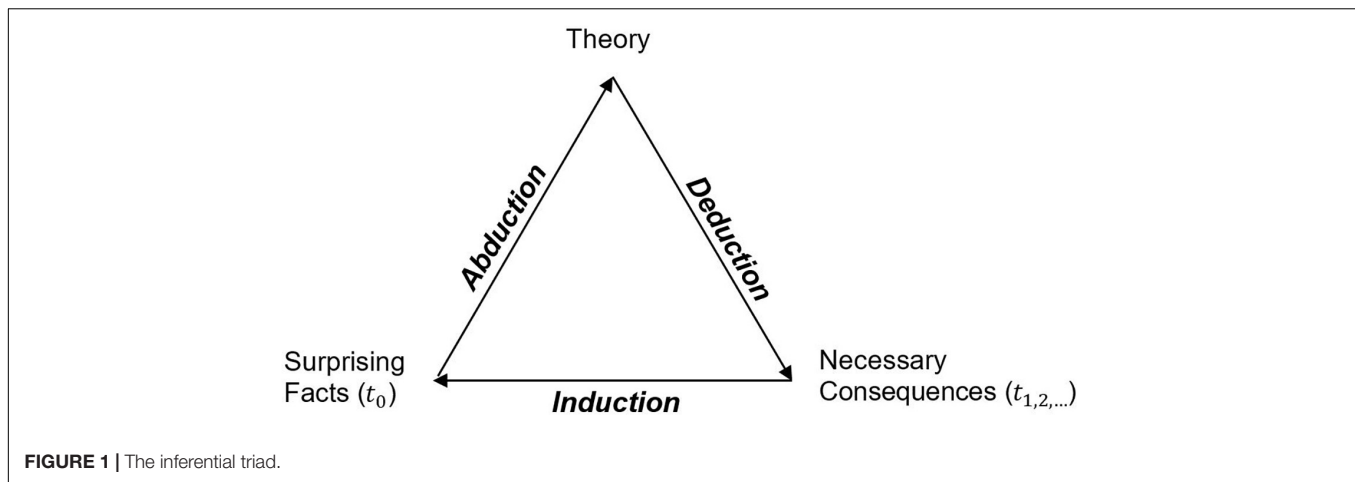 Theory
Abduction
Deduction
Surprising
Facts (t₀)
Necessary
Consequences (t₁,₂,...)
Induction
FIGURE 1 | The inferential triad.